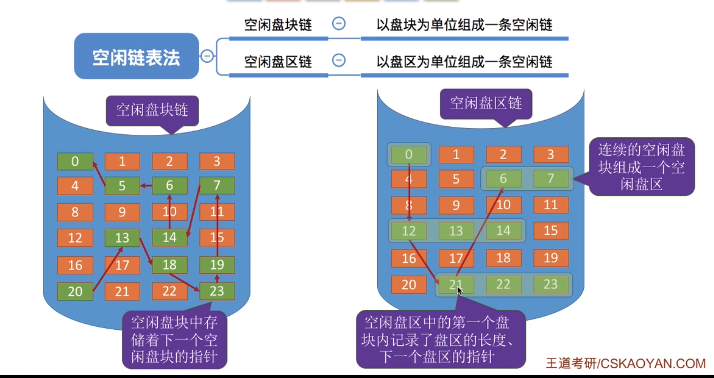 空闲链表法
空闲盘块链
以盘块为单位组成一条空闲链
空闲盘区链
以盘区为单位组成一条空闲链
空闲盘块链
0 1 2 3
4 5 6 7
8 9 10 11
12 13 14 15
16 17 18 19
20 21 22 23
空闲盘块中存
储着下一个空
闲盘块的指针
空闲盘区链
0 1 2 3
4 5 6 7
8 9 10 11
12 13 14 15
16 17 18 19
20 21 22 23
连续的空闲盘
块组成一个空
闲盘区
空闲盘区中的第一个盘
块内记录了盘区的长度、
下一个盘区的指针
王道考研/CSKAOYAN.COM